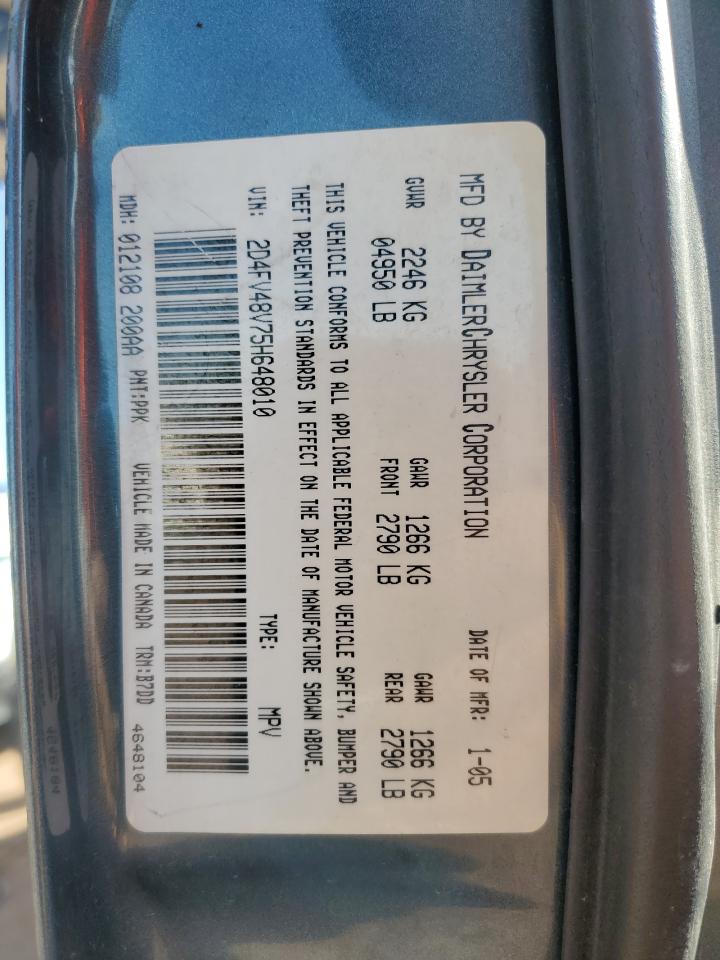 MFD BY DAIMLERCHRYSLER CORPORATION DATE OF MFR: 1-05
GVWR 2246 KG GAWR 1266 KG GAWR 1266 KG
04950 LB FRONT 2790 LB REAR 2790 LB
THIS VEHICLE CONFORMS TO ALL APPLICABLE FEDERAL MOTOR VEHICLE SAFETY, BUMPER AND
THEFT PREVENTION STANDARDS IN EFFECT ON THE DATE OF MANUFACTURE SHOWN ABOVE.
VIN: 2D4FV48V75H648010 TYPE: MPV
MDH: 012108 200AA PNT:PPK VEHICLE MADE IN CANADA TRM:B7DD 4648104